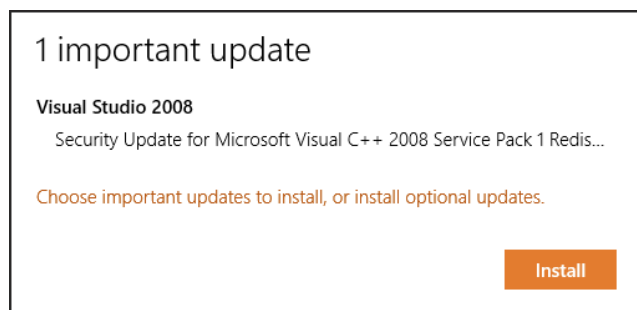 1 important update
Visual Studio 2008
Security Update for Microsoft Visual C++ 2008 Service Pack 1 Redis...
Choose important updates to install, or install optional updates.
Install